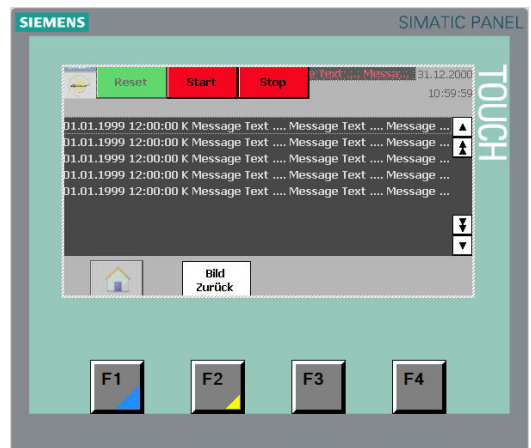 SIEMENS
SIMATIC PANEL
TOUCH
Reset
Start
Stop
31.12.2000
10:59:59
01.01.1999 12:00:00 K Message Text .... Message Text .... Message ...
01.01.1999 12:00:00 K Message Text .... Message Text .... Message ...
01.01.1999 12:00:00 K Message Text .... Message Text .... Message ...
01.01.1999 12:00:00 K Message Text .... Message Text .... Message ...
01.01.1999 12:00:00 K Message Text .... Message Text .... Message ...
Bild
Zurück
F1
F2
F3
F4